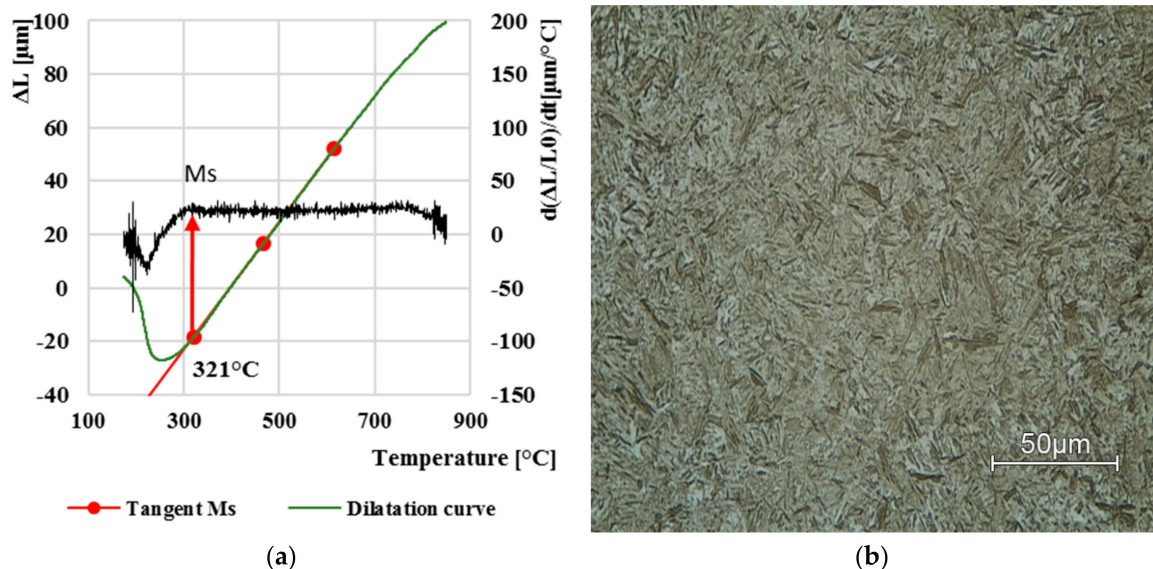 ΔL [µm]
100
80
60
40
20
0
-20
-40
200
150
100
50
0
-50
-100
-150
d(ΔL/L0)/dt[µm/°C]
Ms
321°C
100 300 500 700 900
Temperature [°C]
Tangent Ms Dilatation curve
(a)
50µm
(b)